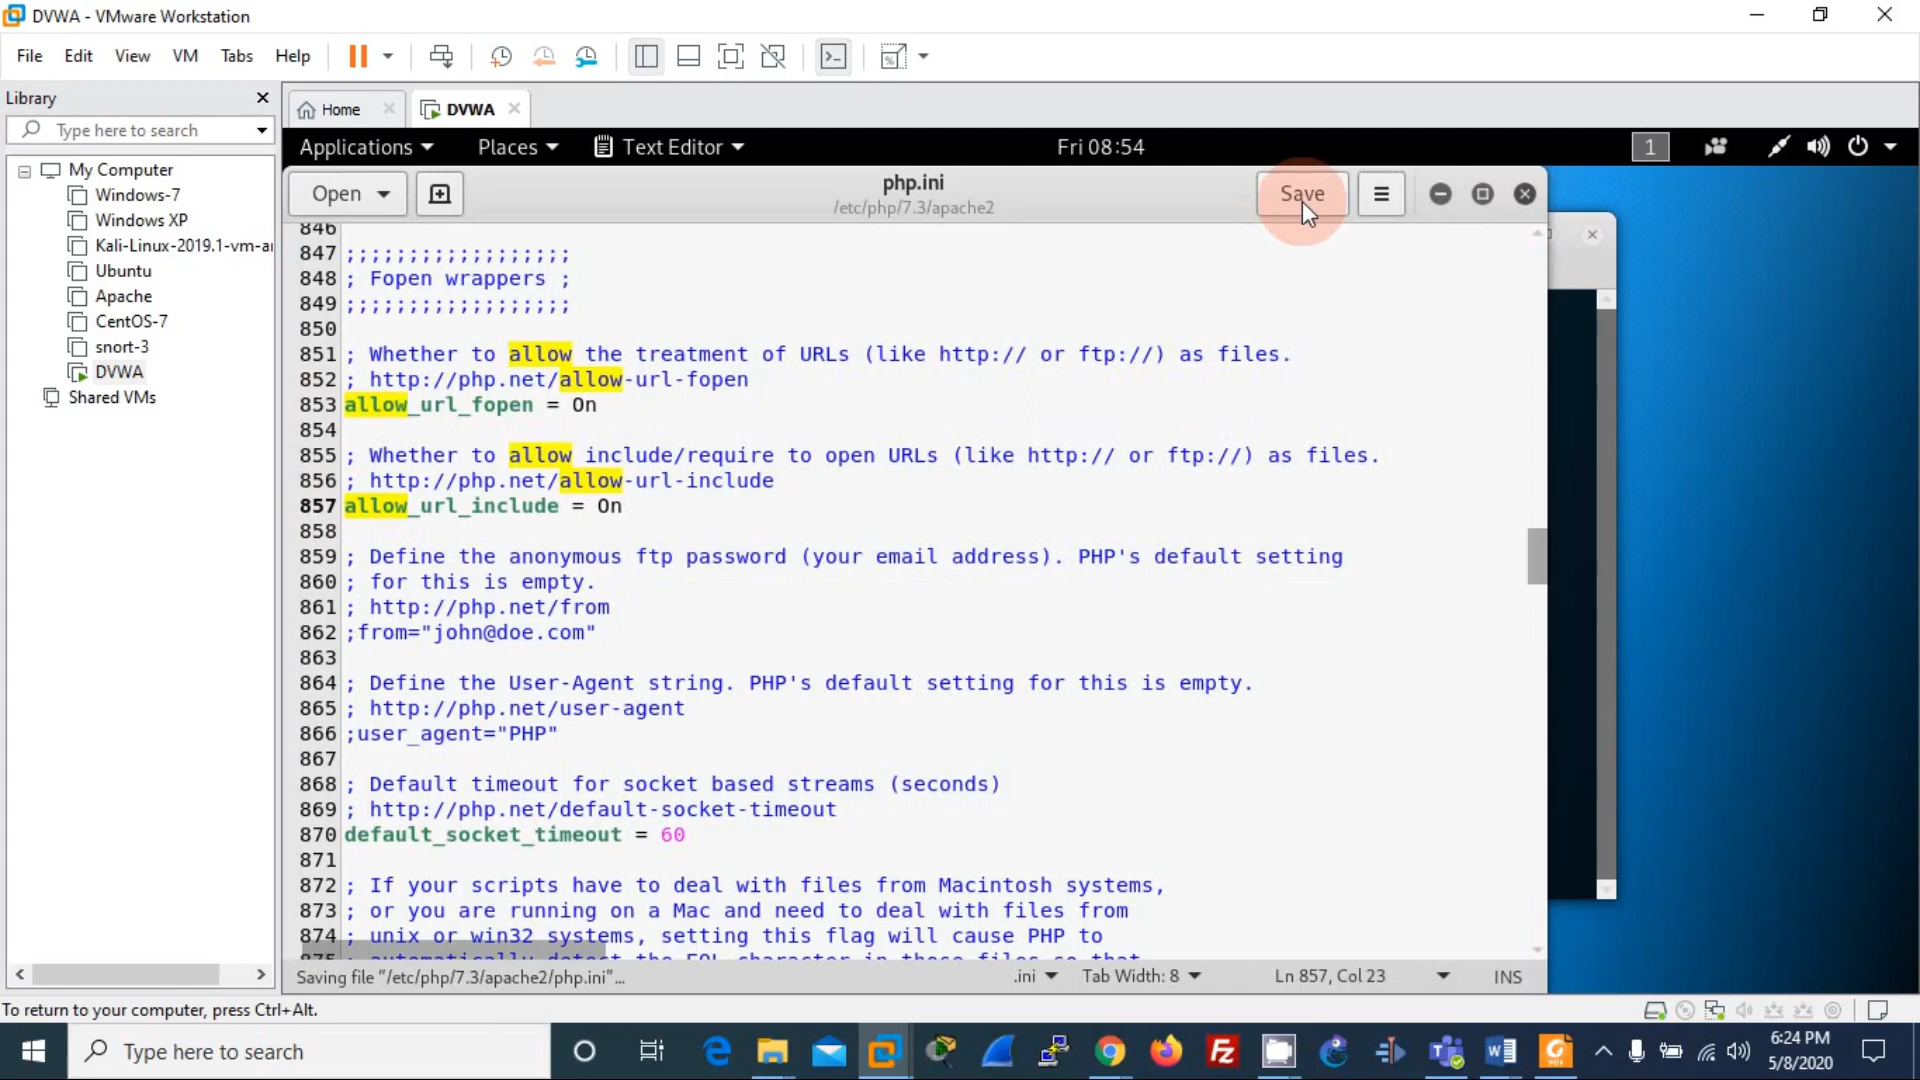 DVWA - VMware Workstation
File Edit View VM Tabs Help
Library
Type here to search
My Computer
Windows-7
Windows XP
Kali-Linux-2019.1-vm-a
Ubuntu
Apache
CentOS-7
snort-3
DVWA
Shared VMs
Home DVWA
Applications Places Text Editor Fri 08:54 1
Open php.ini Save
/etc/php/7.3/apache2
846
847 ;;;;;;;;;;;;;;;;;;
848 ; Fopen wrappers ;
849 ;;;;;;;;;;;;;;;;;;
850
851 ; Whether to allow the treatment of URLs (like http:// or ftp://) as files.
852 ; http://php.net/allow-url-fopen
853 allow_url_fopen = On
854
855 ; Whether to allow include/require to open URLs (like http:// or ftp://) as files.
856 ; http://php.net/allow-url-include
857 allow_url_include = On
858
859 ; Define the anonymous ftp password (your email address). PHP's default setting
860 ; for this is empty.
861 ; http://php.net/from
862 ;from="john@doe.com"
863
864 ; Define the User-Agent string. PHP's default setting for this is empty.
865 ; http://php.net/user-agent
866 ;user_agent="PHP"
867
868 ; Default timeout for socket based streams (seconds)
869 ; http://php.net/default-socket-timeout
870 default_socket_timeout = 60
871
872 ; If your scripts have to deal with files from Macintosh systems,
873 ; or you are running on a Mac and need to deal with files from
874 ; unix or win32 systems, setting this flag will cause PHP to
875 ; automatically detect the EOL character in those files so that
Saving file "/etc/php/7.3/apache2/php.ini"... .ini Tab Width: 8 Ln 857, Col 23 INS
To return to your computer, press Ctrl+Alt.
Type here to search
6:24 PM
5/8/2020